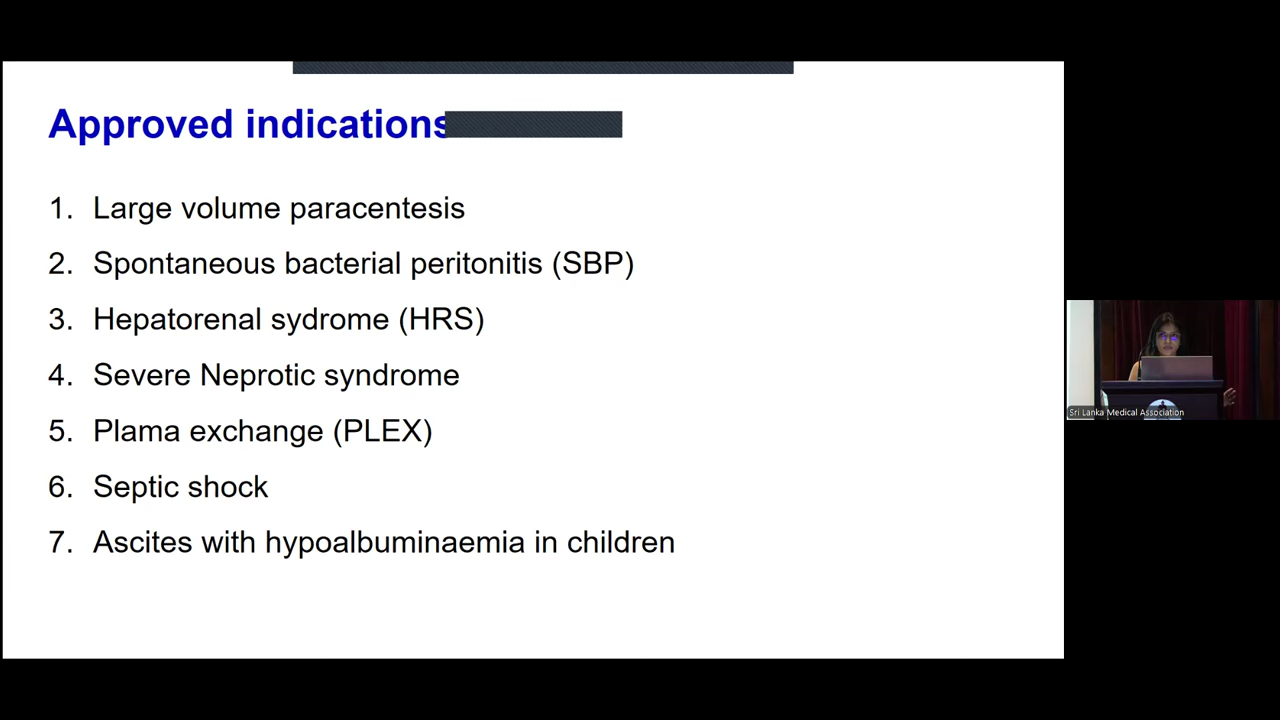 Approved indications
1. Large volume paracentesis
2. Spontaneous bacterial peritonitis (SBP)
3. Hepatorenal sydrome (HRS)
4. Severe Neprotic syndrome
5. Plama exchange (PLEX)
6. Septic shock
7. Ascites with hypoalbuminaemia in children
Sri Lanka Medical Association